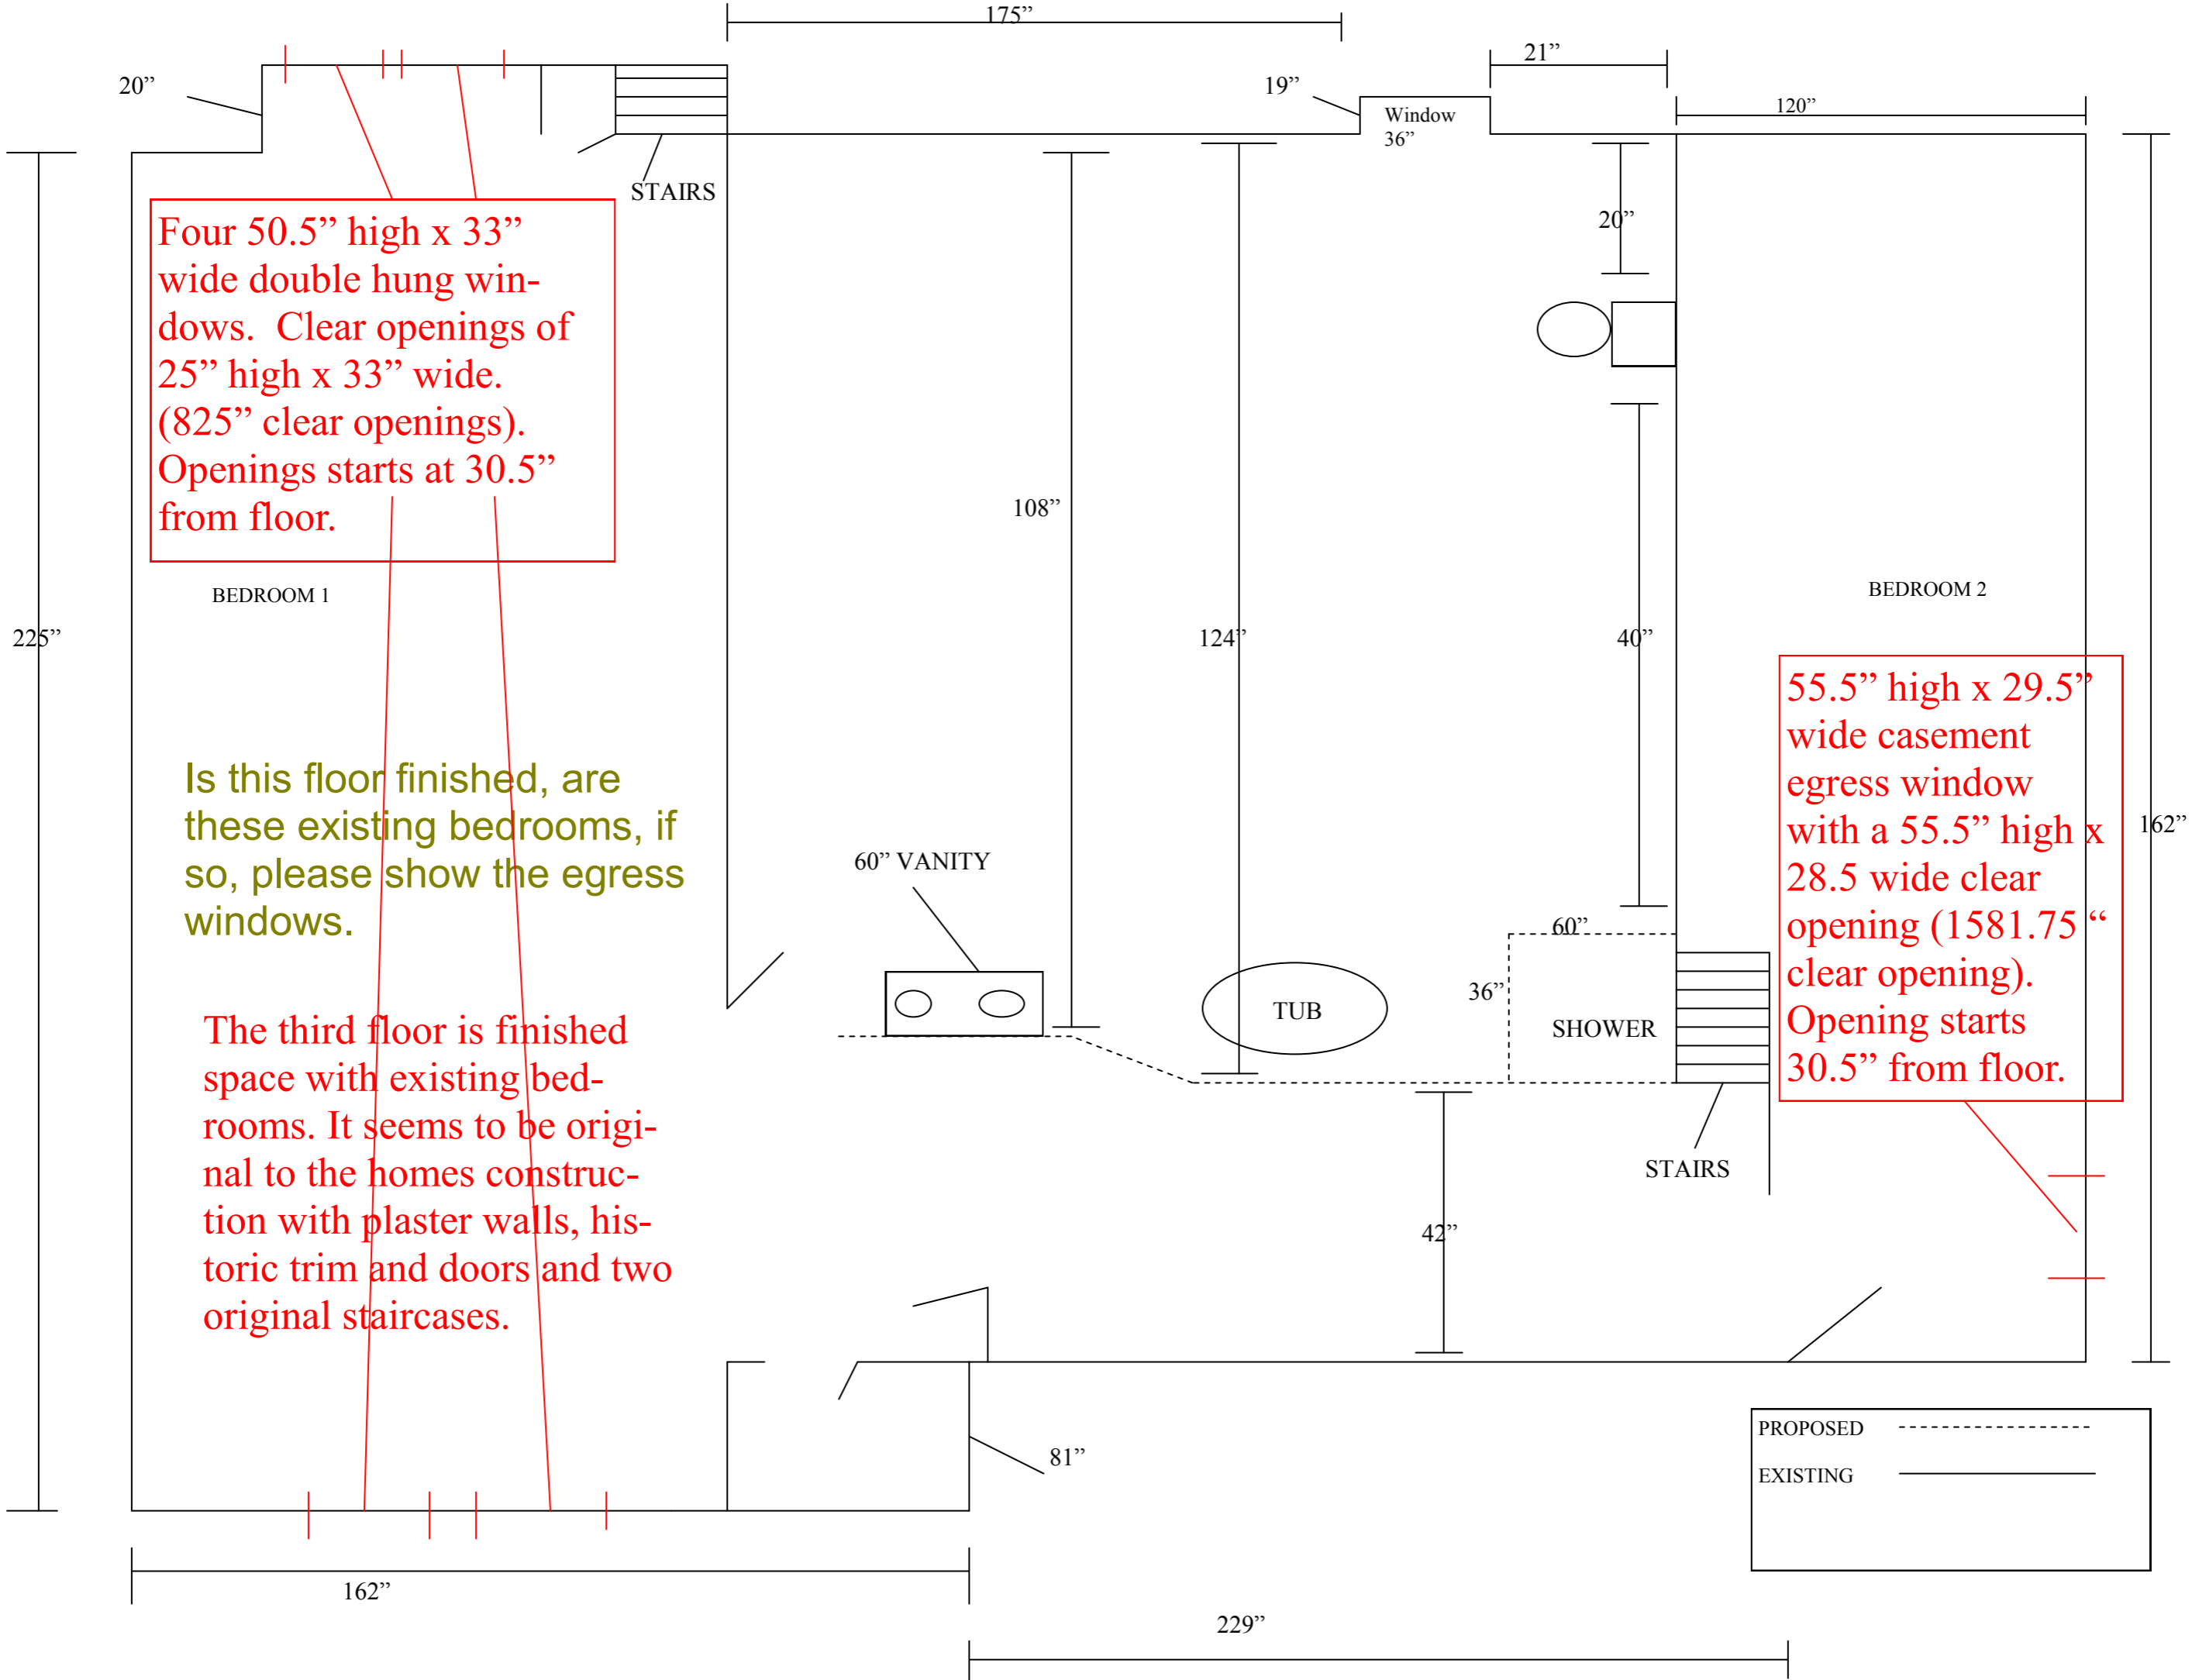 175”
21”
20”
19”
Window
36”
120”
STAIRS
Four 50.5” high x 33”
wide double hung win-
dows.  Clear openings of
25” high x 33” wide.
(825” clear openings).
Openings starts at 30.5”
from floor.
20”
108”
BEDROOM 1
BEDROOM 2
225”
124”
40”
55.5” high x 29.5”
wide casement
egress window
with a 55.5” high x
28.5 wide clear
opening (1581.75 “
clear opening).
Opening starts
30.5” from floor.
162”
Is this floor finished, are
these existing bedrooms, if
so, please show the egress
windows.
60” VANITY
60”
36”
TUB
SHOWER
The third floor is finished
space with existing bed-
rooms. It seems to be origi-
nal to the homes construc-
tion with plaster walls, his-
toric trim and doors and two
original staircases.
STAIRS
42”
81”
PROPOSED
EXISTING
162”
229”